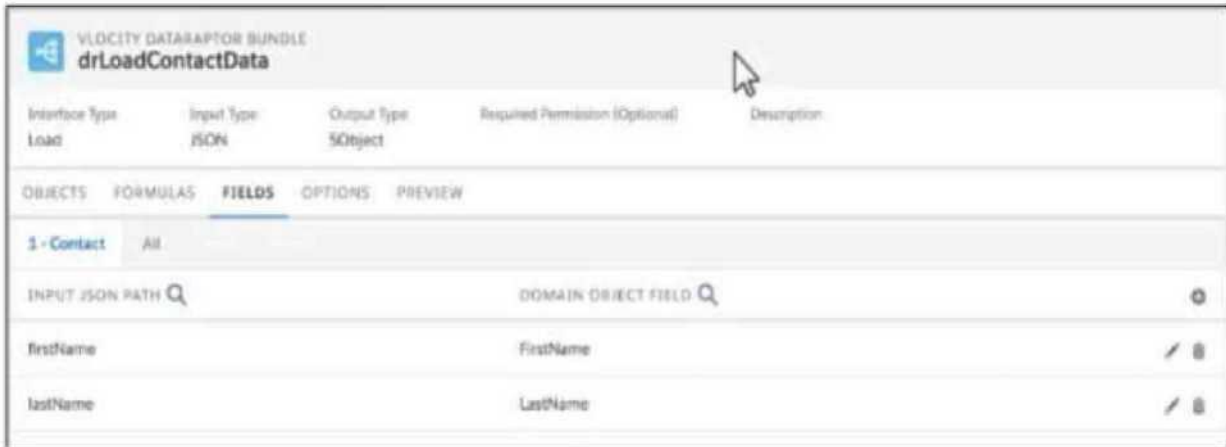 VLOCITY DATARAPTOR BUNDLE
drLoadContactData
Interface Type Input Type Output Type Required Permission (Optional) Description
Load JSON SObject
OBJECTS FORMULAS FIELDS OPTIONS PREVIEW
1 - Contact All
INPUT JSON PATH DOMAIN OBJECT FIELD
firstName FirstName
lastName LastName